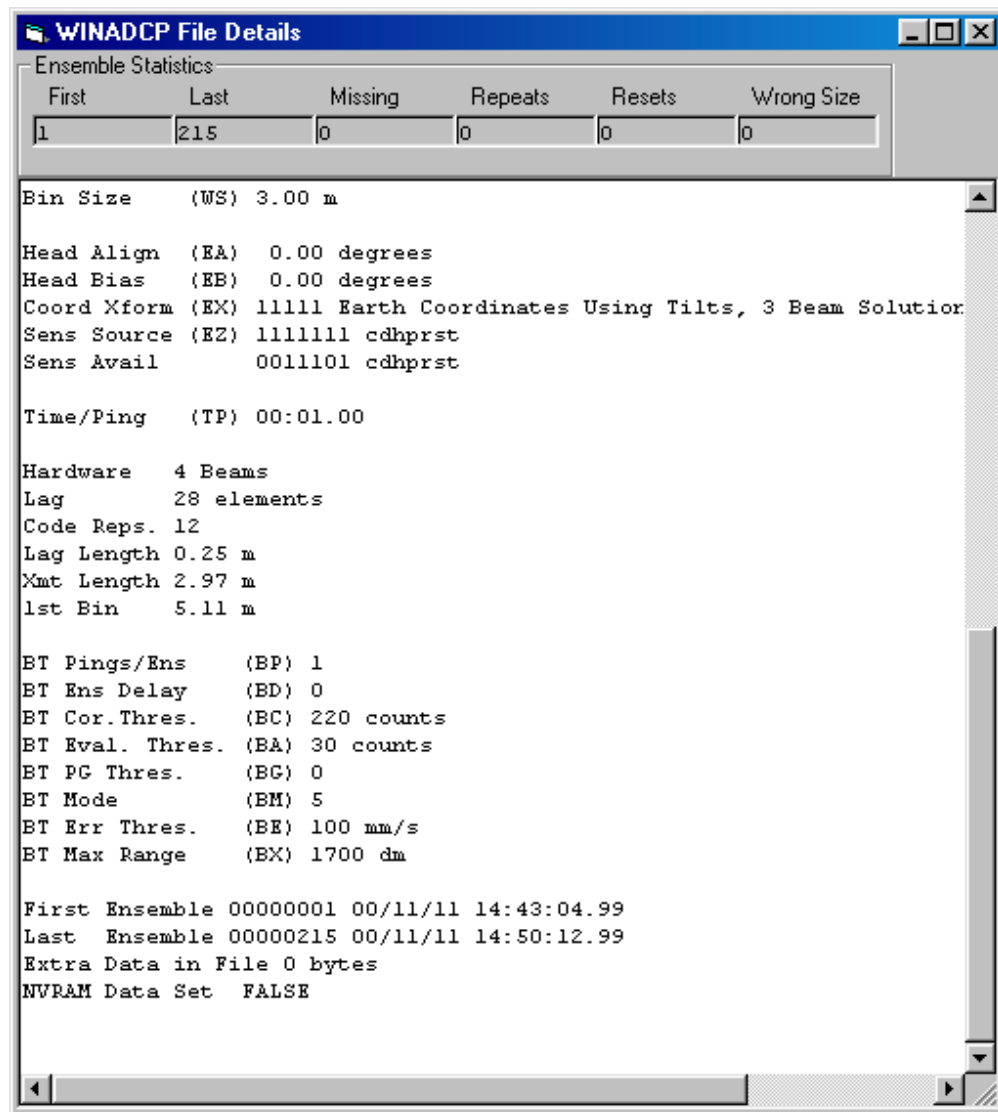 WINADCP File Details
Ensemble Statistics
First Last Missing Repeats Resets Wrong Size
1 215 0 0 0 0
Bin Size (WS) 3.00 m
Head Align (EA) 0.00 degrees
Head Bias (EB) 0.00 degrees
Coord Xform (EX) 11111 Earth Coordinates Using Tilts, 3 Beam Solution
Sens Source (EZ) 1111111 cdhprst
Sens Avail 0011101 cdhprst
Time/Ping (TP) 00:01.00
Hardware 4 Beams
Lag 28 elements
Code Reps. 12
Lag Length 0.25 m
Xmt Length 2.97 m
1st Bin 5.11 m
BT Pings/Ens (BP) 1
BT Ens Delay (BD) 0
BT Cor.Thres. (BC) 220 counts
BT Eval. Thres. (BA) 30 counts
BT PG Thres. (BG) 0
BT Mode (BM) 5
BT Err Thres. (BE) 100 mm/s
BT Max Range (BX) 1700 dm
First Ensemble 00000001 00/11/11 14:43:04.99
Last Ensemble 00000215 00/11/11 14:50:12.99
Extra Data in File 0 bytes
NVRAM Data Set FALSE